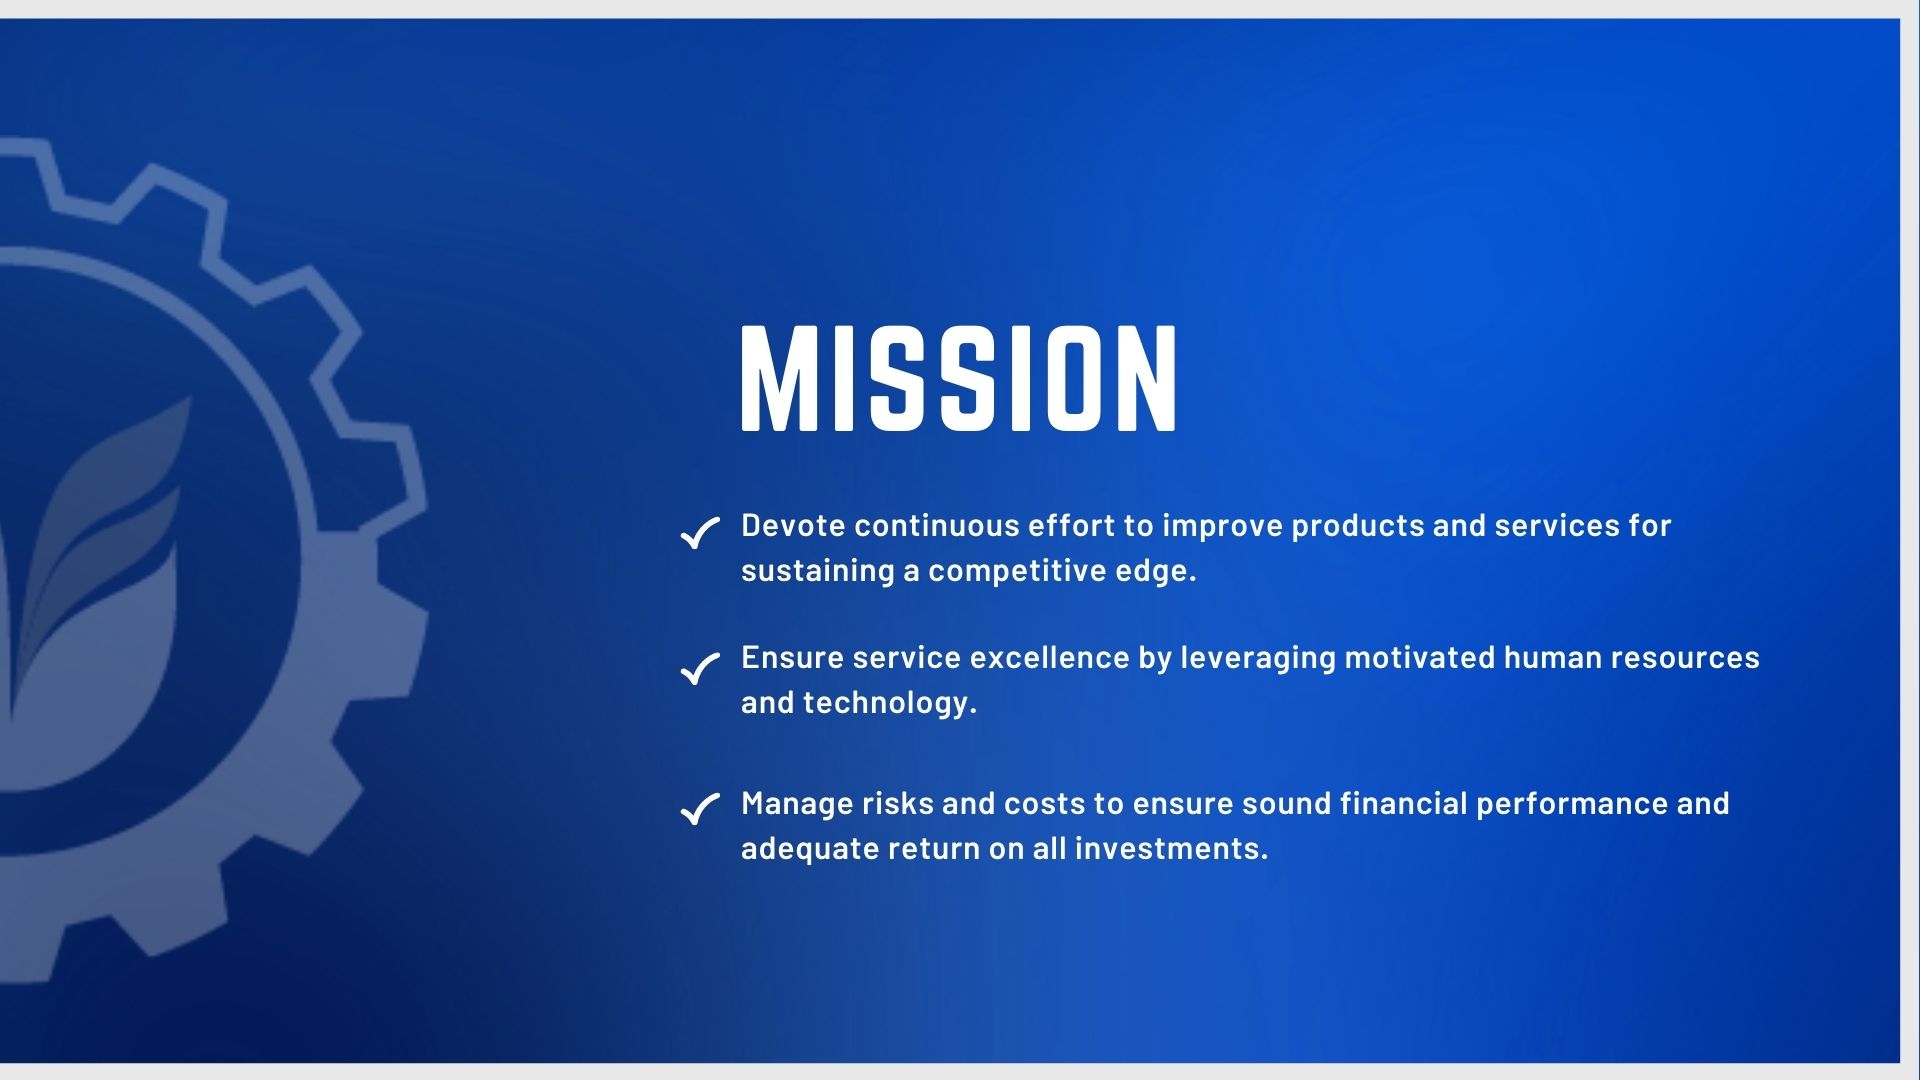 MISSION
Devote continuous effort to improve products and services for
sustaining a competitive edge.
Ensure service excellence by leveraging motivated human resources
and technology.
Manage risks and costs to ensure sound financial performance and
adequate return on all investments.